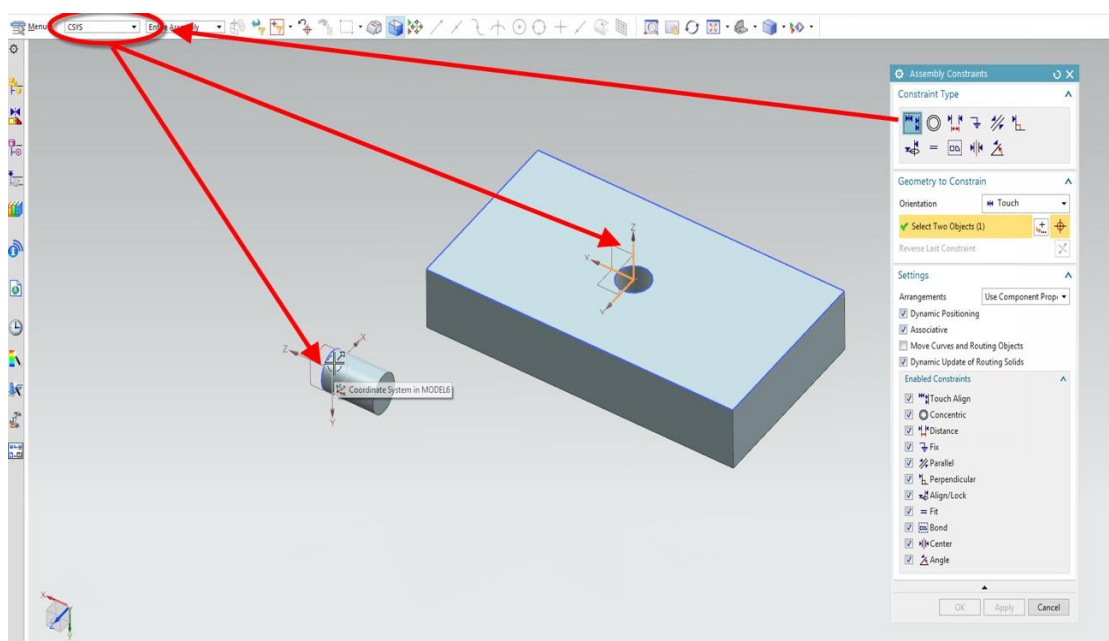 Menu
CSYS
Assembly Constraints
Constraint Type
Geometry to Constrain
Orientation
Touch
Select Two Objects (1)
Reverse Last Constraint
Settings
Arrangements
Use Component Prop
Dynamic Positioning
Associative
Move Curves and Routing Objects
Dynamic Update of Routing Solids
Enabled Constraints
Touch Align
Concentric
Distance
Fix
Parallel
Perpendicular
Align/Lock
= Fit
Bond
Center
Angle
OK
Apply
Cancel
Z
Y
X
Z
X
Coordinate System in MODEL6
Y
X
Z
Y